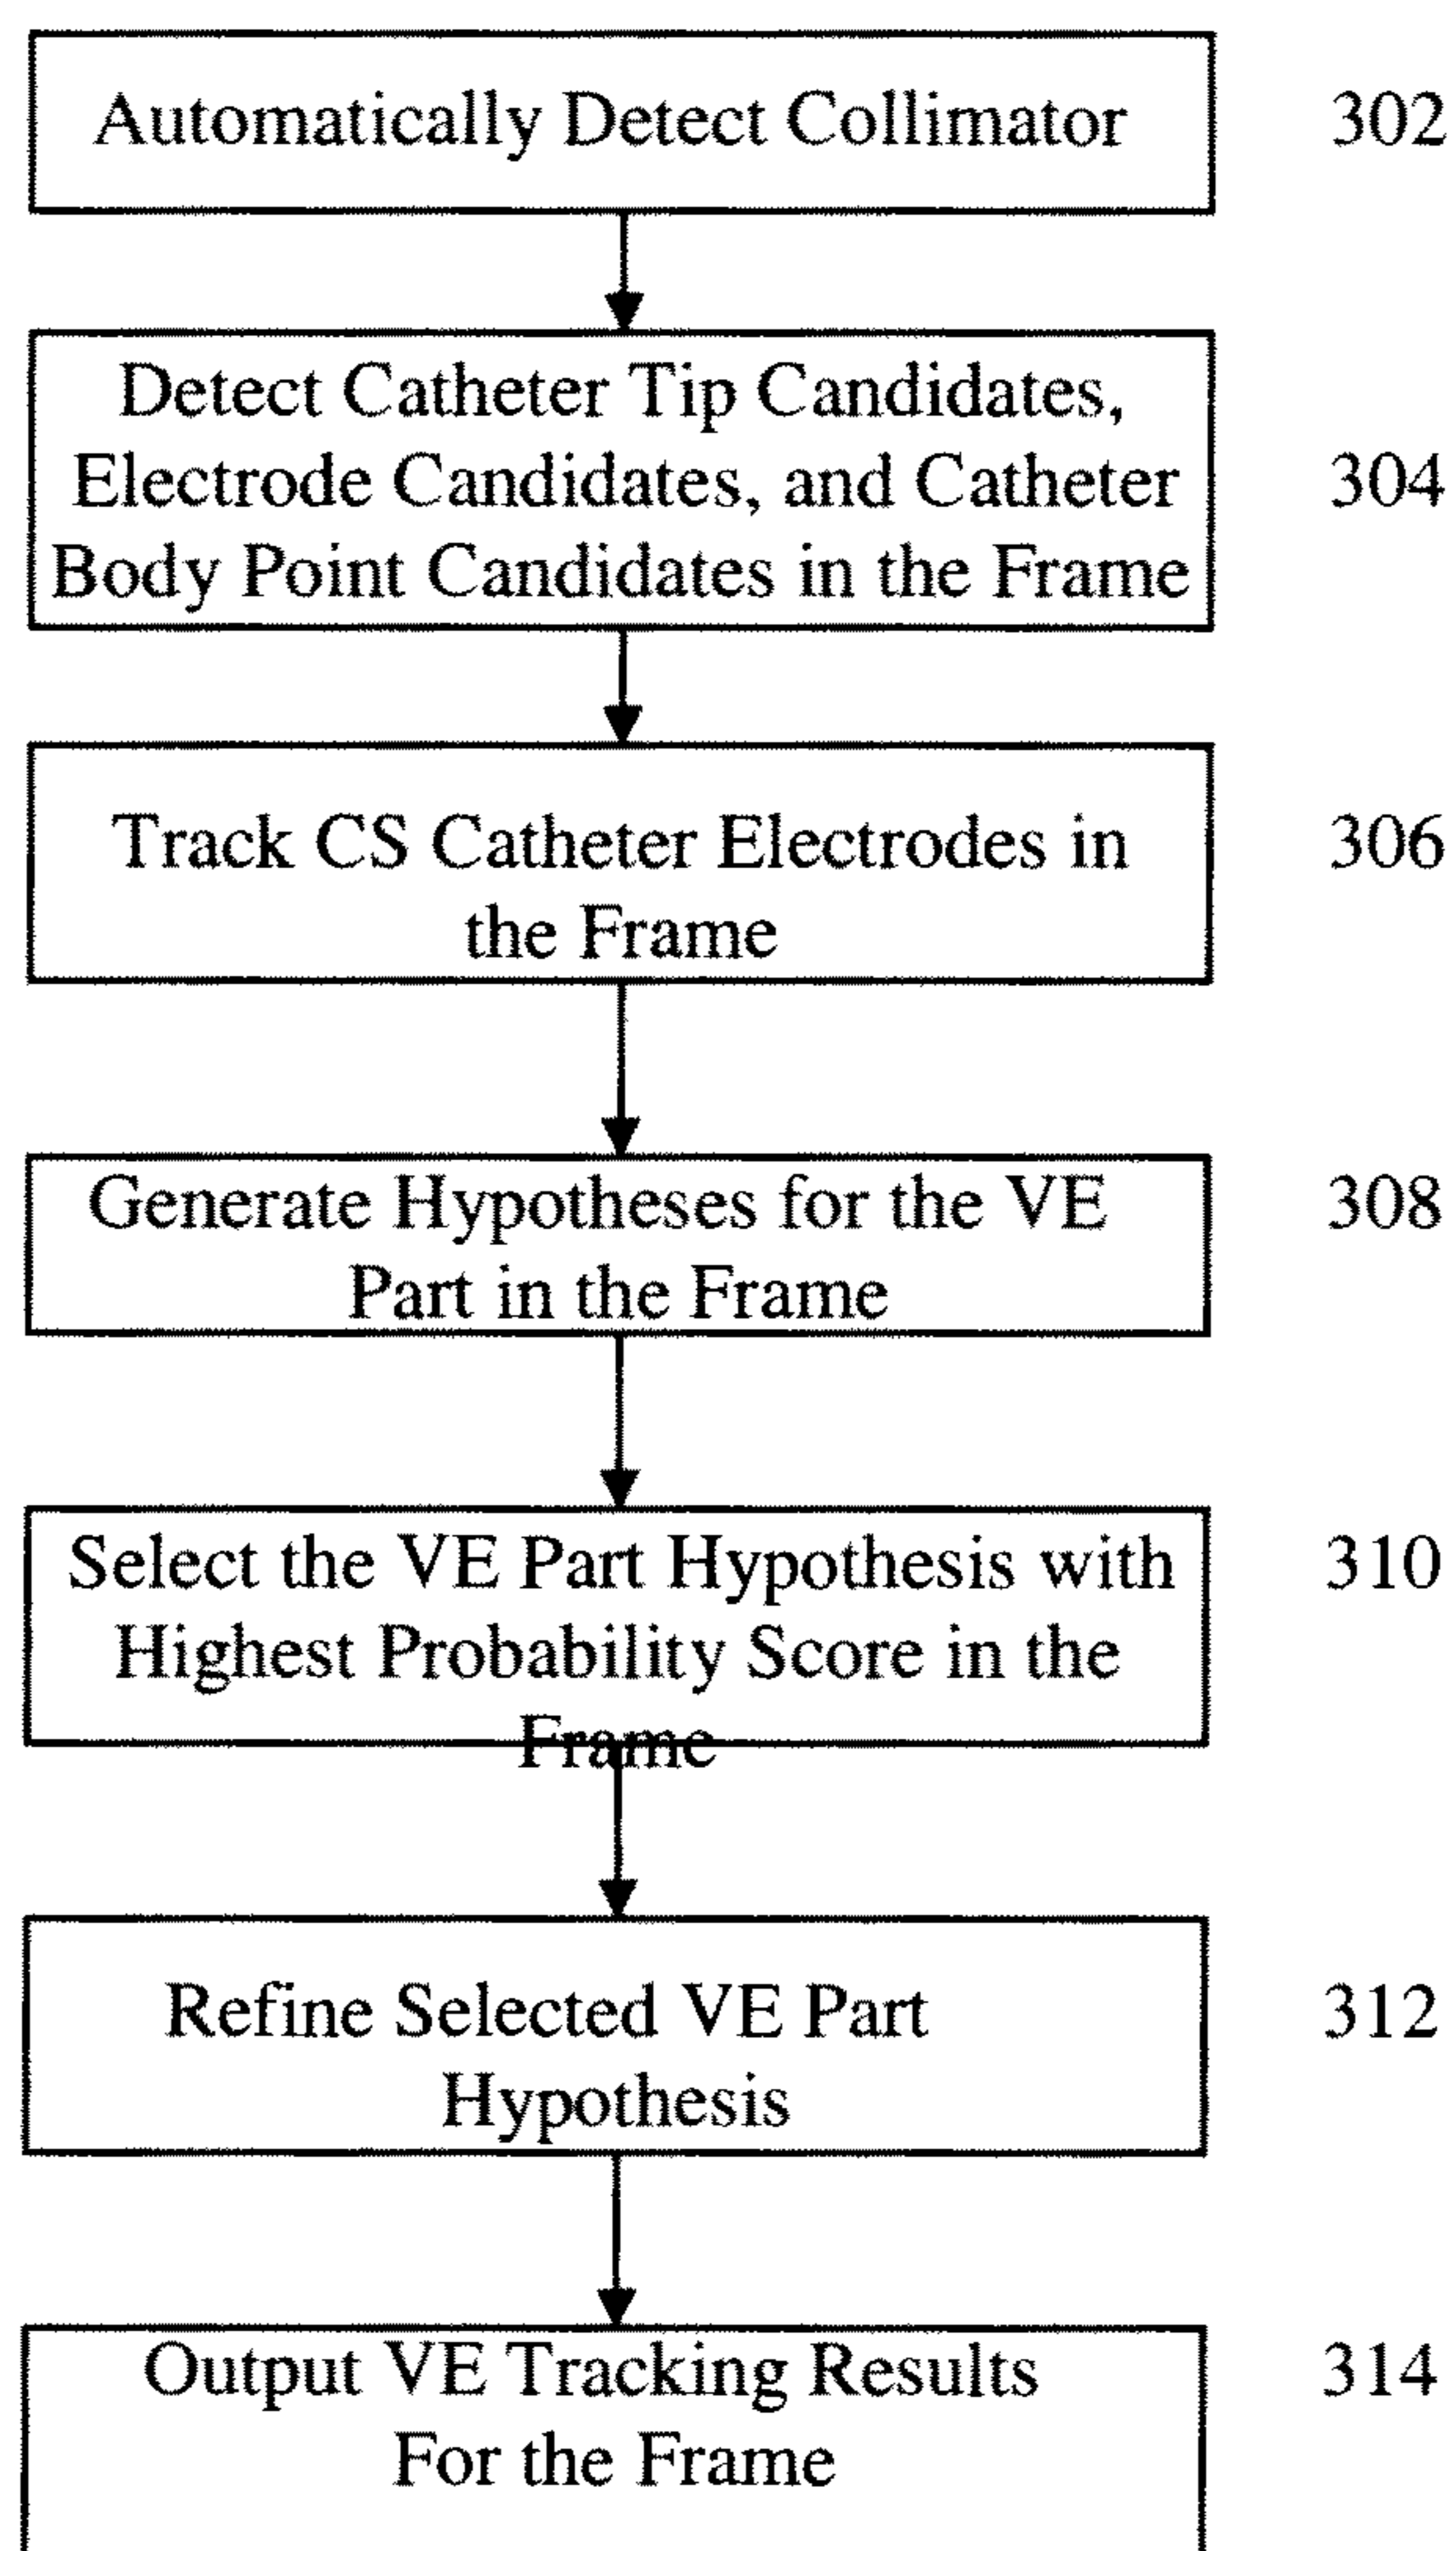 Automatically Detect Collimator 302
Detect Catheter Tip Candidates,
Electrode Candidates, and Catheter 304
Body Point Candidates in the Frame
Track CS Catheter Electrodes in 306
the Frame
Generate Hypotheses for the VE 308
Part in the Frame
Select the VE Part Hypothesis with 310
Highest Probability Score in the
Frame
Refine Selected VE Part 312
Hypothesis
Output VE Tracking Results 314
For the Frame